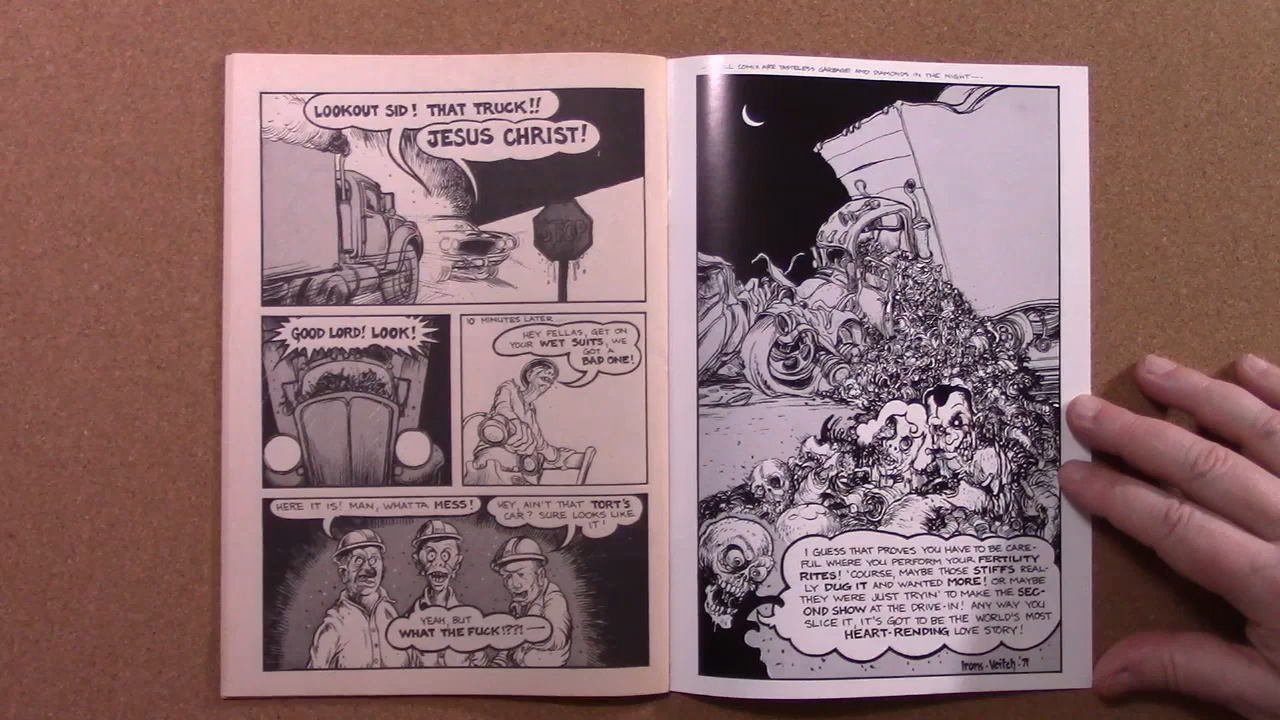 LOOKOUT SID! THAT TRUCK!!
JESUS CHRIST!
STOP
GOOD LORD! LOOK!
10 MINUTES LATER
HEY FELLAS, GET ON
YOUR WET SUITS, WE
GOT A
BAD ONE!
HERE IT IS! MAN, WHATTA MESS!
HEY, AIN'T THAT TORT'S
CAR? SURE LOOKS LIKE
IT!
YEAH, BUT
WHAT THE FUCK!??!—
COMIX ARE TASTELESS GARBAGE AND DIAMONDS IN THE NIGHT—
I GUESS THAT PROVES YOU HAVE TO BE CARE-
FUL WHERE YOU PERFORM YOUR FERTILITY
RITES! 'COURSE, MAYBE THOSE STIFFS REAL-
LY DUG IT AND WANTED MORE! OR MAYBE
THEY WERE JUST TRYIN' TO MAKE THE SEC-
OND SHOW AT THE DRIVE-IN! ANY WAY YOU
SLICE IT, IT'S GOT TO BE THE WORLD'S MOST
HEART-RENDING LOVE STORY!
Irons · Veitch · '71